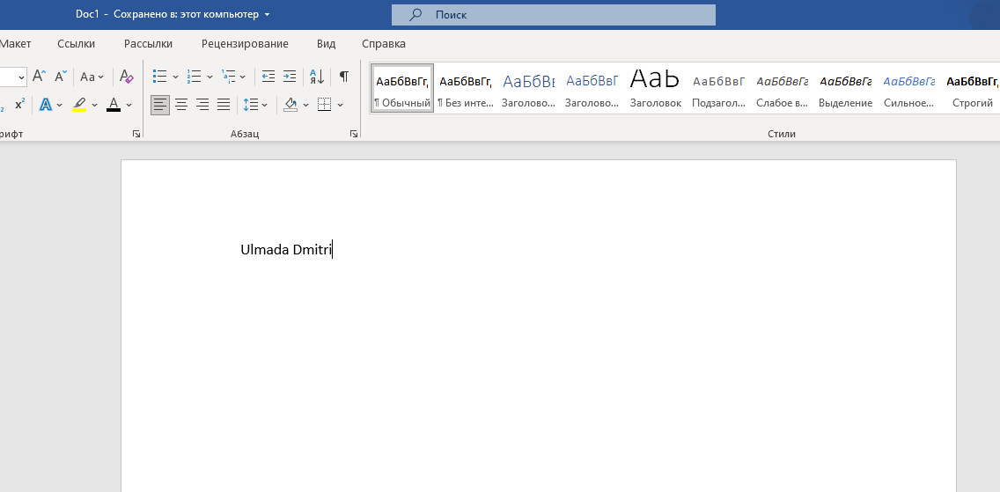 Doc1 - Сохранено в: этот компьютер
Поиск
Макет Ссылки Рассылки Рецензирование Вид Справка
Aa
АаБбВвГг, АаБбВвГг, АаБбВв АаБбВвГ АаЬ АаБбВвГ АаБбВвГг АаБбВвГг АаБбВвГг АаБбВвГг,
¶ Обычный ¶ Без инте... Заголово... Заголово... Заголовок Подзагол... Слабое в... Выделение Сильное... Строгий
рифт Абзац Стили
Ulmada Dmitri